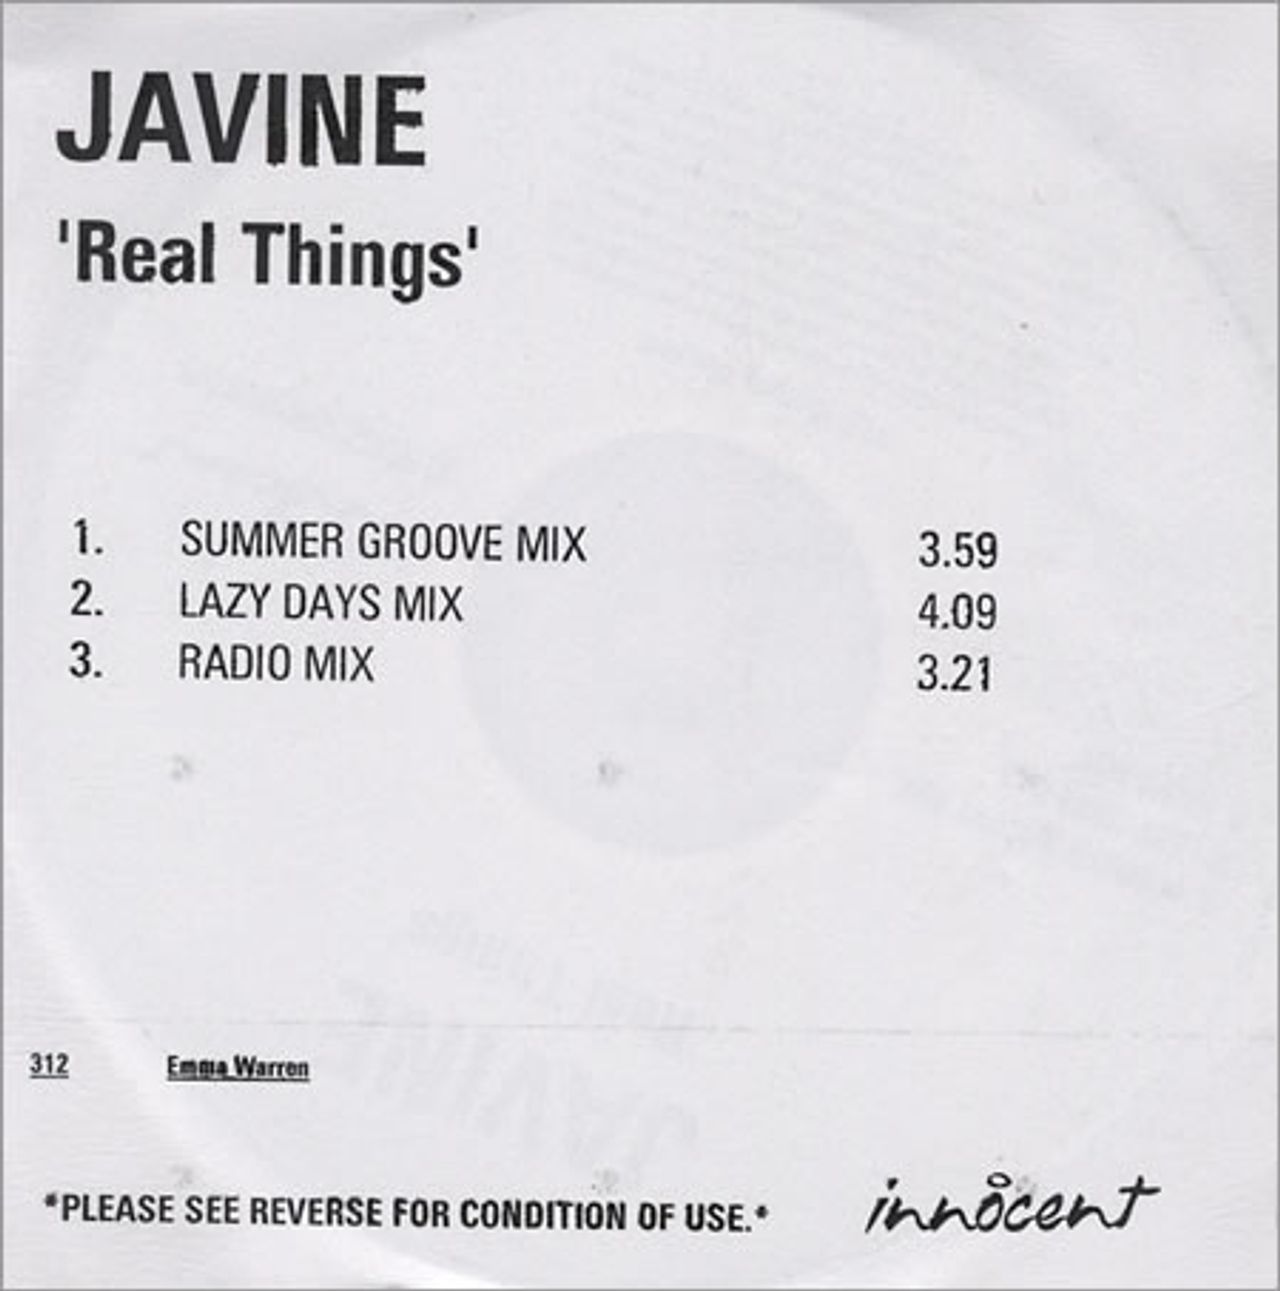 JAVINE
'Real Things'
1. SUMMER GROOVE MIX 3.59
2. LAZY DAYS MIX 4.09
3. RADIO MIX 3.21
312 Emma Warren
*PLEASE SEE REVERSE FOR CONDITION OF USE.*
innocent